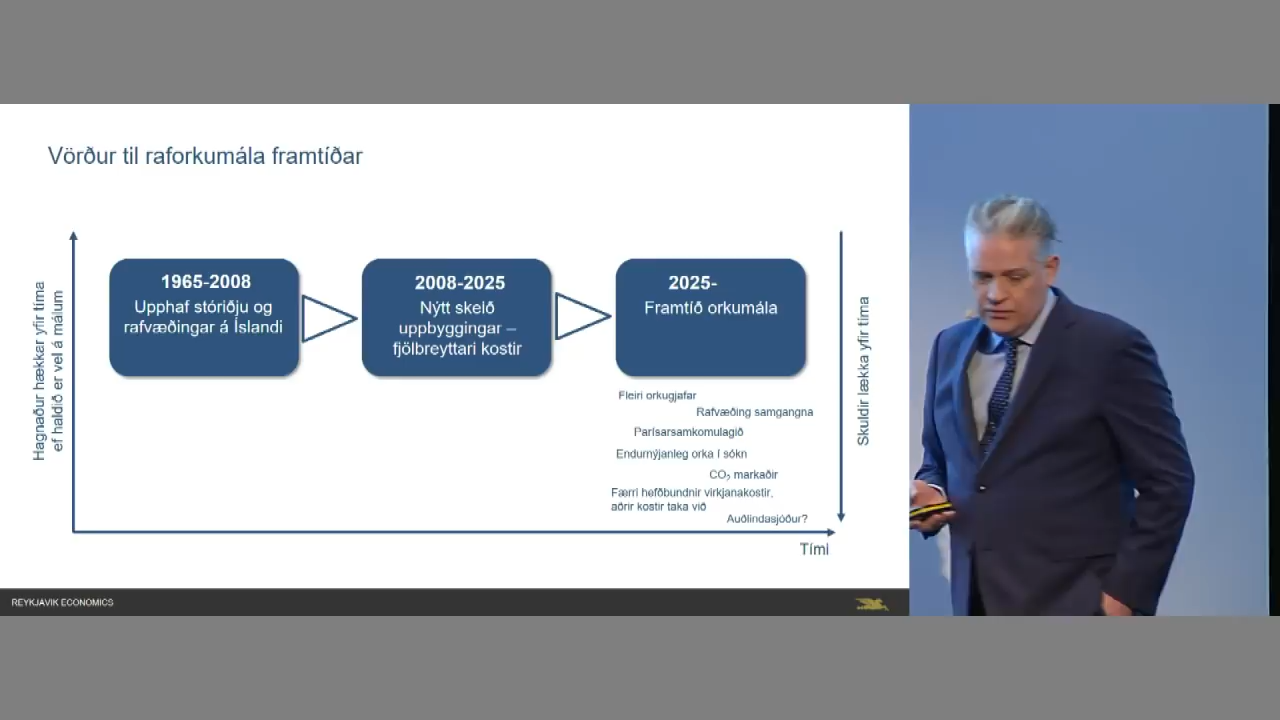 Vörður til raforkumála framtíðar
Hagnaður hækkar yfir tíma
ef haldið er vel á málum
1965-2008
Upphaf stóriðju og
rafvæðingar á Íslandi
2008-2025
Nýtt skeið
uppbyggingar –
fjölbreyttari kostir
2025-
Framtíð orkumála
Fleiri orkugjafar
Rafvæðing samgangna
Parísarsamkomulagið
Endurnýjanleg orka í sókn
CO₂ markaðir
Færri hefðbundnir virkjanakostir,
aðrir kostir taka við
Auðlindasjóður?
Skuldir lækka yfir tíma
Tími
REYKJAVIK ECONOMICS